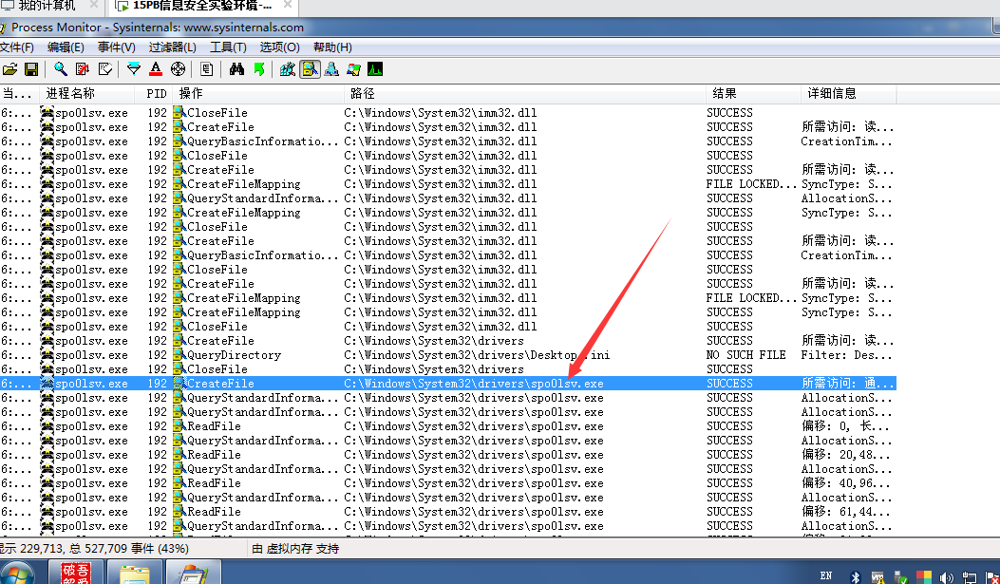 我的计算机 × 15PB信息安全实验环境-... ×
Process Monitor - Sysinternals: www.sysinternals.com
文件(F) 编辑(E) 事件(V) 过滤器(L) 工具(T) 选项(O) 帮助(H)
当... 进程名称 PID 操作 路径 结果 详细信息
6:... spo0lsv.exe 192 CloseFile C:\Windows\System32\imm32.dll SUCCESS
6:... spo0lsv.exe 192 CreateFile C:\Windows\System32\imm32.dll SUCCESS 所需访问: 读...
6:... spo0lsv.exe 192 QueryBasicInformatio... C:\Windows\System32\imm32.dll SUCCESS CreationTim...
6:... spo0lsv.exe 192 CloseFile C:\Windows\System32\imm32.dll SUCCESS
6:... spo0lsv.exe 192 CreateFile C:\Windows\System32\imm32.dll SUCCESS 所需访问: 读...
6:... spo0lsv.exe 192 CreateFileMapping C:\Windows\System32\imm32.dll FILE LOCKED... SyncType: S...
6:... spo0lsv.exe 192 QueryStandardInforma... C:\Windows\System32\imm32.dll SUCCESS AllocationS...
6:... spo0lsv.exe 192 CreateFileMapping C:\Windows\System32\imm32.dll SUCCESS SyncType: S...
6:... spo0lsv.exe 192 CloseFile C:\Windows\System32\imm32.dll SUCCESS
6:... spo0lsv.exe 192 CreateFile C:\Windows\System32\imm32.dll SUCCESS 所需访问: 读...
6:... spo0lsv.exe 192 QueryBasicInformatio... C:\Windows\System32\imm32.dll SUCCESS CreationTim...
6:... spo0lsv.exe 192 CloseFile C:\Windows\System32\imm32.dll SUCCESS
6:... spo0lsv.exe 192 CreateFile C:\Windows\System32\imm32.dll SUCCESS 所需访问: 读...
6:... spo0lsv.exe 192 CreateFileMapping C:\Windows\System32\imm32.dll FILE LOCKED... SyncType: S...
6:... spo0lsv.exe 192 CreateFileMapping C:\Windows\System32\imm32.dll SUCCESS SyncType: S...
6:... spo0lsv.exe 192 CloseFile C:\Windows\System32\imm32.dll SUCCESS
6:... spo0lsv.exe 192 CreateFile C:\Windows\System32\drivers SUCCESS 所需访问: 读...
6:... spo0lsv.exe 192 QueryDirectory C:\Windows\System32\drivers\Desktop_.ini NO SUCH FILE Filter: Des...
6:... spo0lsv.exe 192 CloseFile C:\Windows\System32\drivers SUCCESS
6:... spo0lsv.exe 192 CreateFile C:\Windows\System32\drivers\spo0lsv.exe SUCCESS 所需访问: 通...
6:... spo0lsv.exe 192 QueryStandardInforma... C:\Windows\System32\drivers\spo0lsv.exe SUCCESS AllocationS...
6:... spo0lsv.exe 192 QueryStandardInforma... C:\Windows\System32\drivers\spo0lsv.exe SUCCESS AllocationS...
6:... spo0lsv.exe 192 ReadFile C:\Windows\System32\drivers\spo0lsv.exe SUCCESS 偏移: 0, 长...
6:... spo0lsv.exe 192 QueryStandardInforma... C:\Windows\System32\drivers\spo0lsv.exe SUCCESS AllocationS...
6:... spo0lsv.exe 192 ReadFile C:\Windows\System32\drivers\spo0lsv.exe SUCCESS 偏移: 20,48...
6:... spo0lsv.exe 192 QueryStandardInforma... C:\Windows\System32\drivers\spo0lsv.exe SUCCESS AllocationS...
6:... spo0lsv.exe 192 ReadFile C:\Windows\System32\drivers\spo0lsv.exe SUCCESS 偏移: 40,96...
6:... spo0lsv.exe 192 QueryStandardInforma... C:\Windows\System32\drivers\spo0lsv.exe SUCCESS AllocationS...
6:... spo0lsv.exe 192 ReadFile C:\Windows\System32\drivers\spo0lsv.exe SUCCESS 偏移: 61,44...
6:... spo0lsv.exe 192 QueryStandardInforma... C:\Windows\System32\drivers\spo0lsv.exe SUCCESS AllocationS...
显示 229,713, 总 527,709 事件 (43%) 由 虚拟内存 支持
吾爱破解 EN